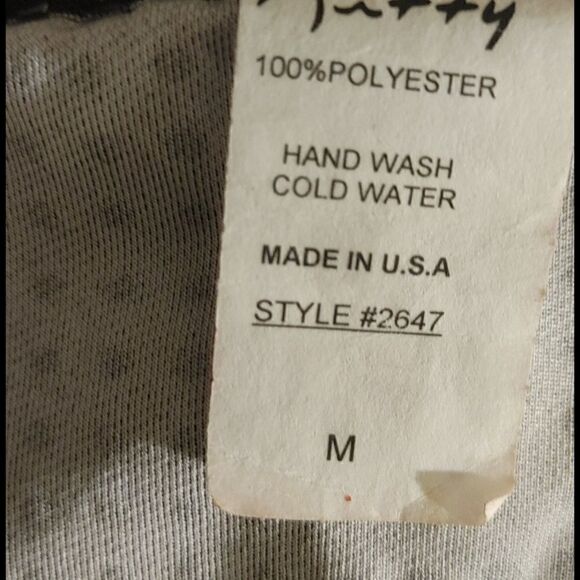 100%POLYESTER
HAND WASH
COLD WATER
MADE IN U.S.A
STYLE #2647
M